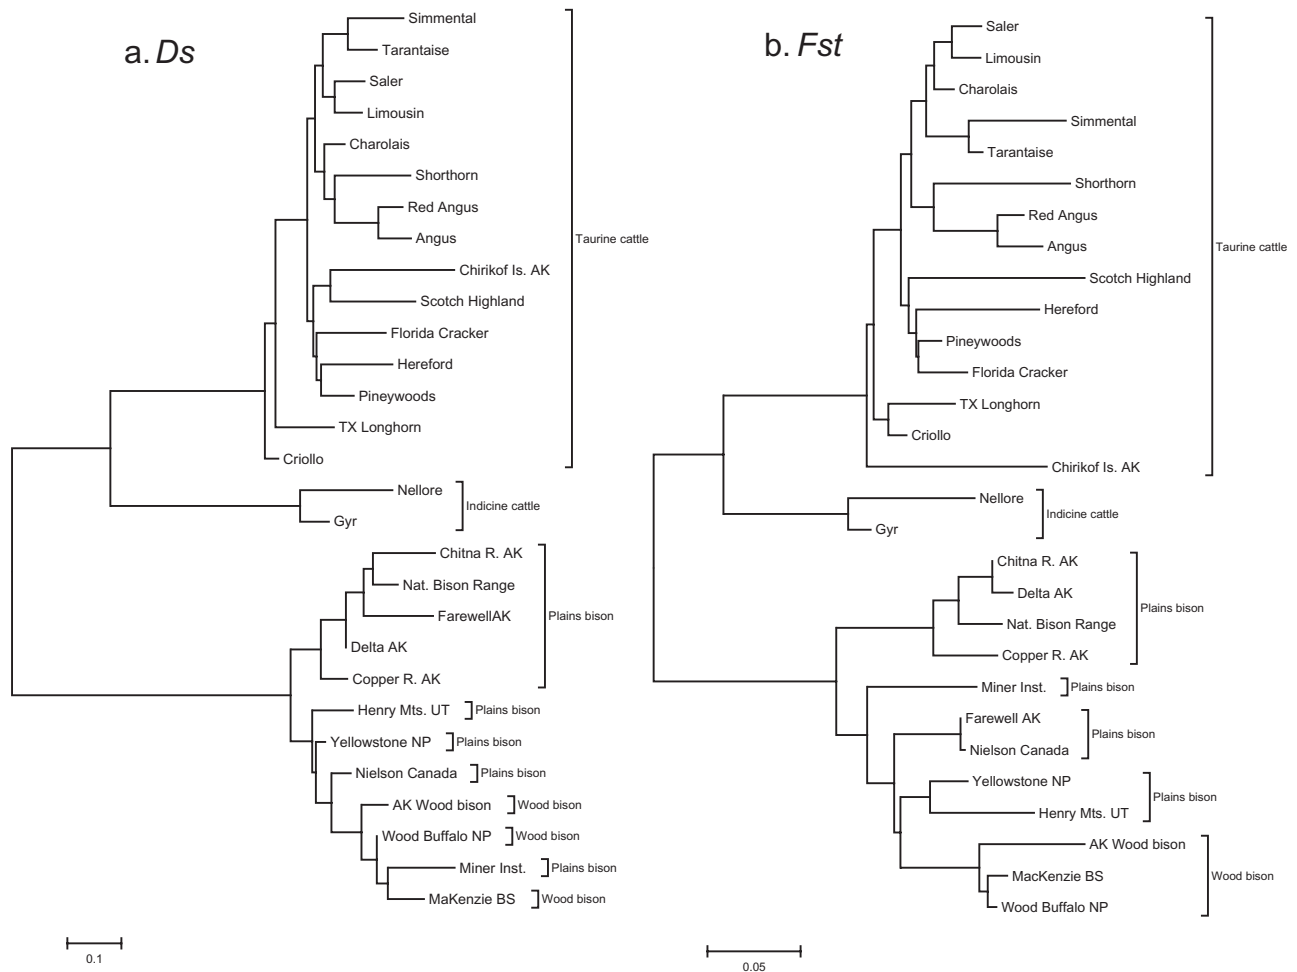 a. Ds
Simmental
Tarantaise
Saler
Limousin
Charolais
Shorthorn
Red Angus
Angus
Taurine cattle
Chirikof Is. AK
Scotch Highland
Florida Cracker
Hereford
Pineywoods
TX Longhorn
Criollo
Nellore
Indicine cattle
Gyr
Chitna R. AK
Nat. Bison Range
FarewellAK
Plains bison
Delta AK
Copper R. AK
Henry Mts. UT Plains bison
Yellowstone NP Plains bison
Nielson Canada Plains bison
AK Wood bison Wood bison
Wood Buffalo NP Wood bison
Miner Inst. Plains bison
MaKenzie BS Wood bison
0.1
b. Fst
Saler
Limousin
Charolais
Simmental
Tarantaise
Shorthorn
Red Angus
Angus
Taurine cattle
Scotch Highland
Hereford
Pineywoods
Florida Cracker
TX Longhorn
Criollo
Chirikof Is. AK
Nellore
Indicine cattle
Gyr
Chitna R. AK
Delta AK
Plains bison
Nat. Bison Range
Copper R. AK
Miner Inst. Plains bison
Farewell AK
Plains bison
Nielson Canada
Yellowstone NP
Plains bison
Henry Mts. UT
AK Wood bison
MacKenzie BS
Wood bison
Wood Buffalo NP
0.05